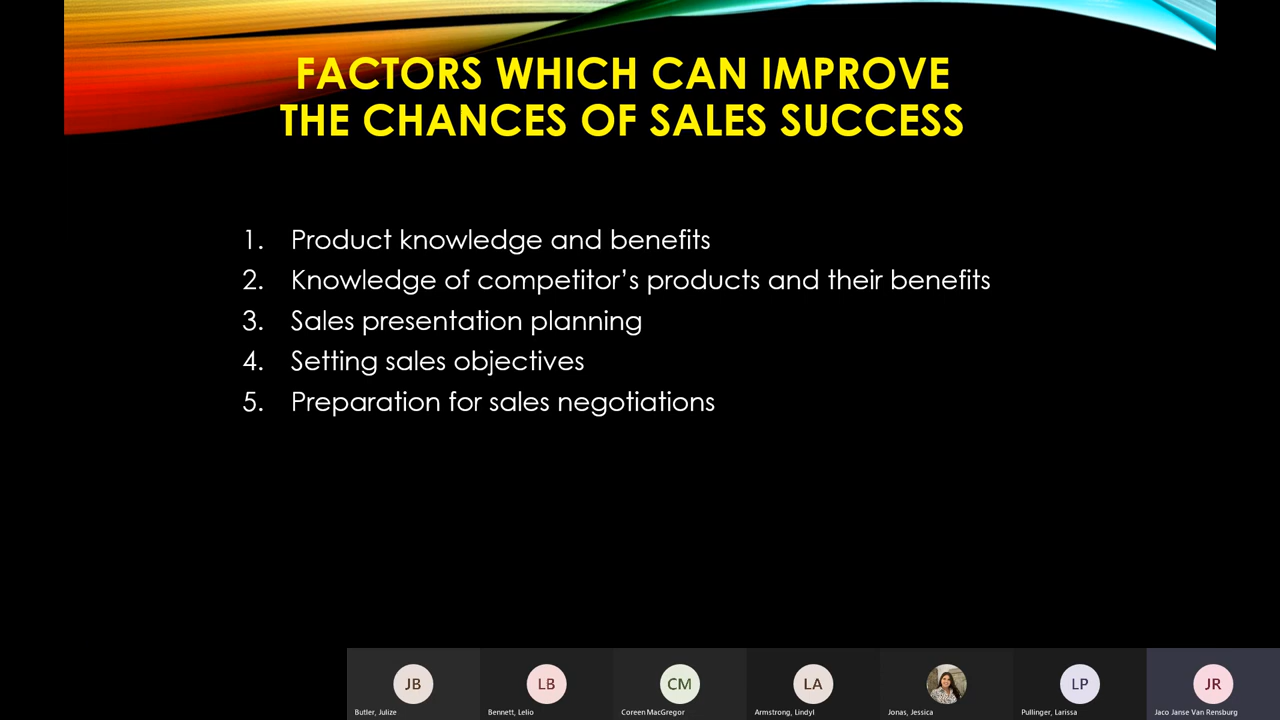 FACTORS WHICH CAN IMPROVE
THE CHANCES OF SALES SUCCESS
1. Product knowledge and benefits
2. Knowledge of competitor’s products and their benefits
3. Sales presentation planning
4. Setting sales objectives
5. Preparation for sales negotiations
JB LB CM LA LP JR
Butler, Julize Bennett, Lelio Coreen MacGregor Armstrong, Lindyl Jonas, Jessica Pullinger, Larissa Jaco Janse Van Rensburg